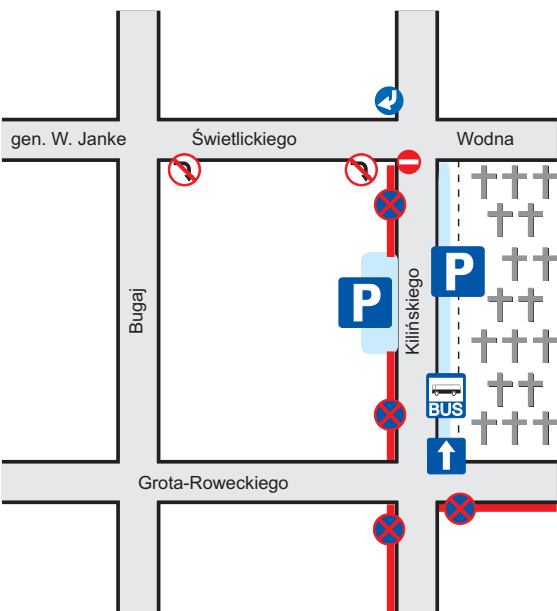 gen. W. Janke
Świetlickiego
Wodna
P
P
Bugaj
Kilińskiego
BUS
Grota-Roweckiego